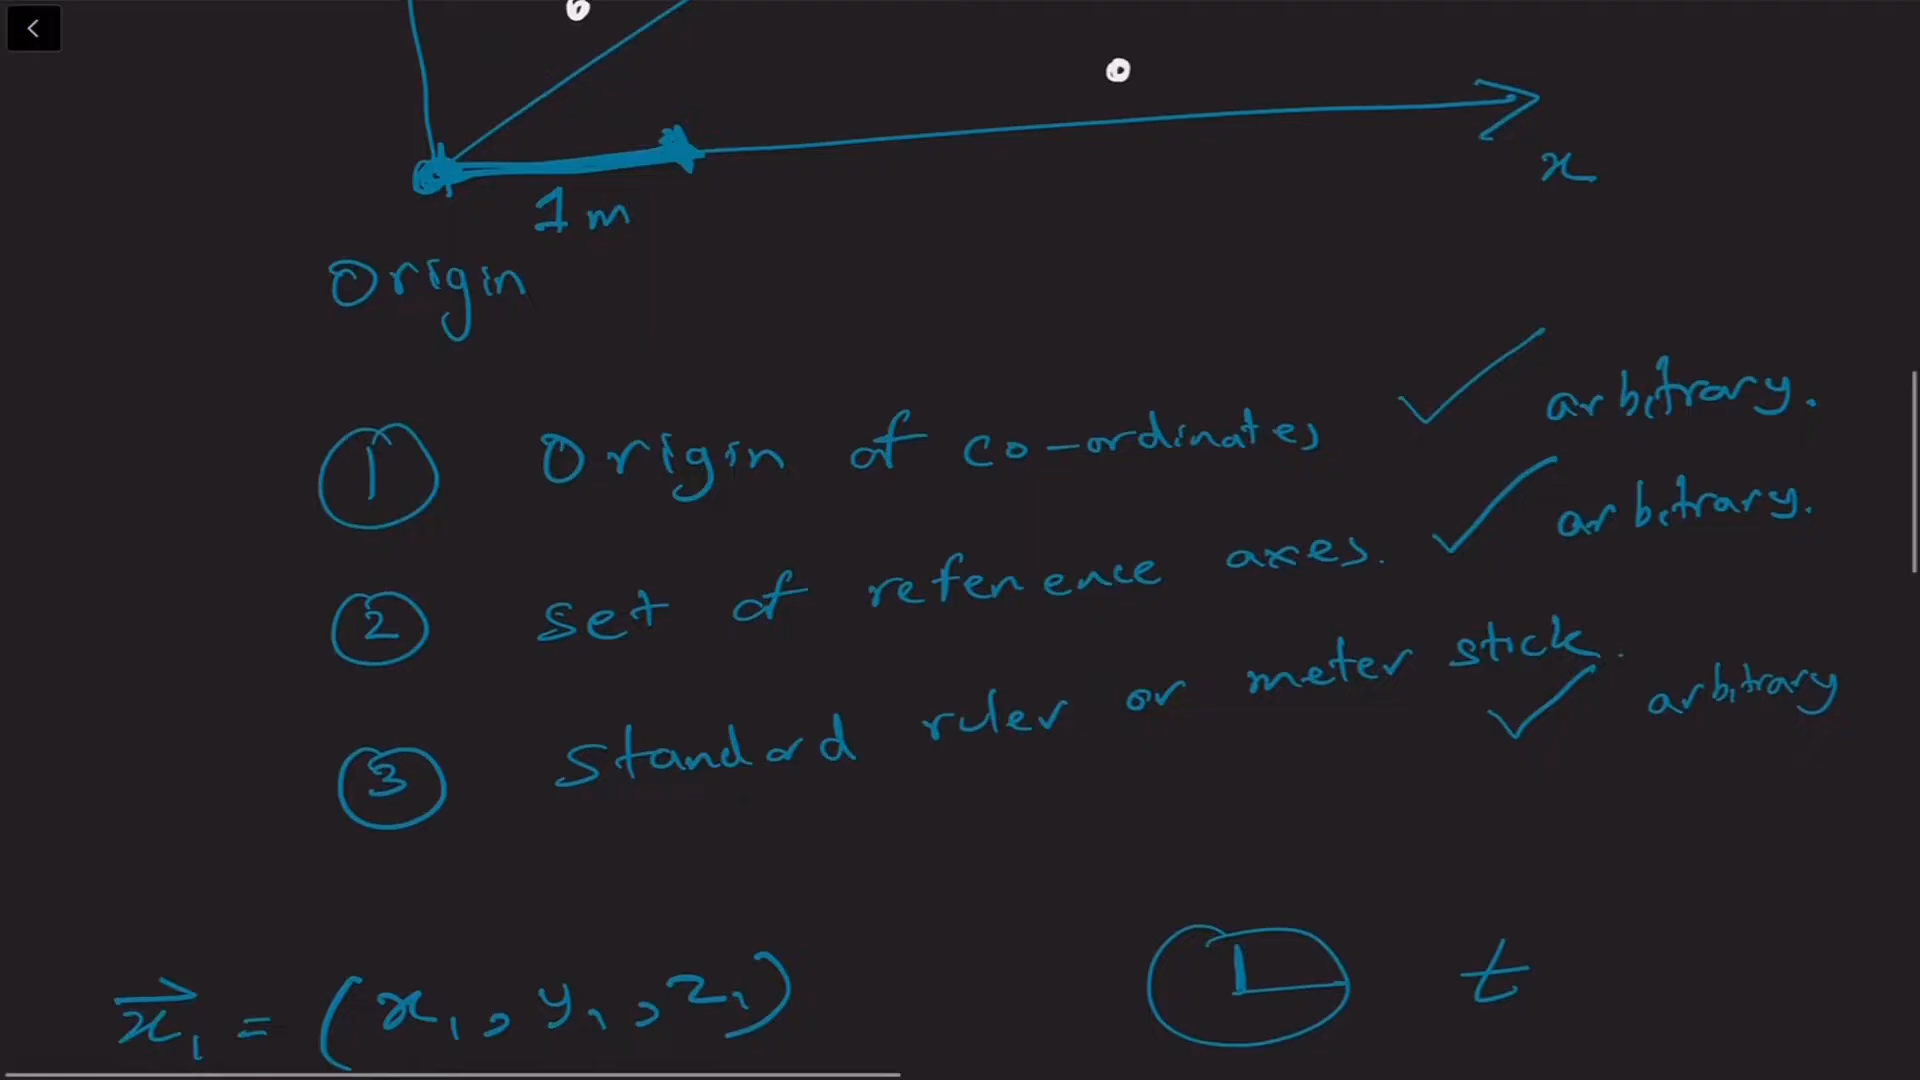 x
1m
Origin
① Origin of co-ordinates ✓ arbitrary.
② set of reference axes. ✓ arbitrary.
③ Standard ruler or meter stick. ✓ arbitrary
x⃗₁ = (x₁, y₁, z₁)
t